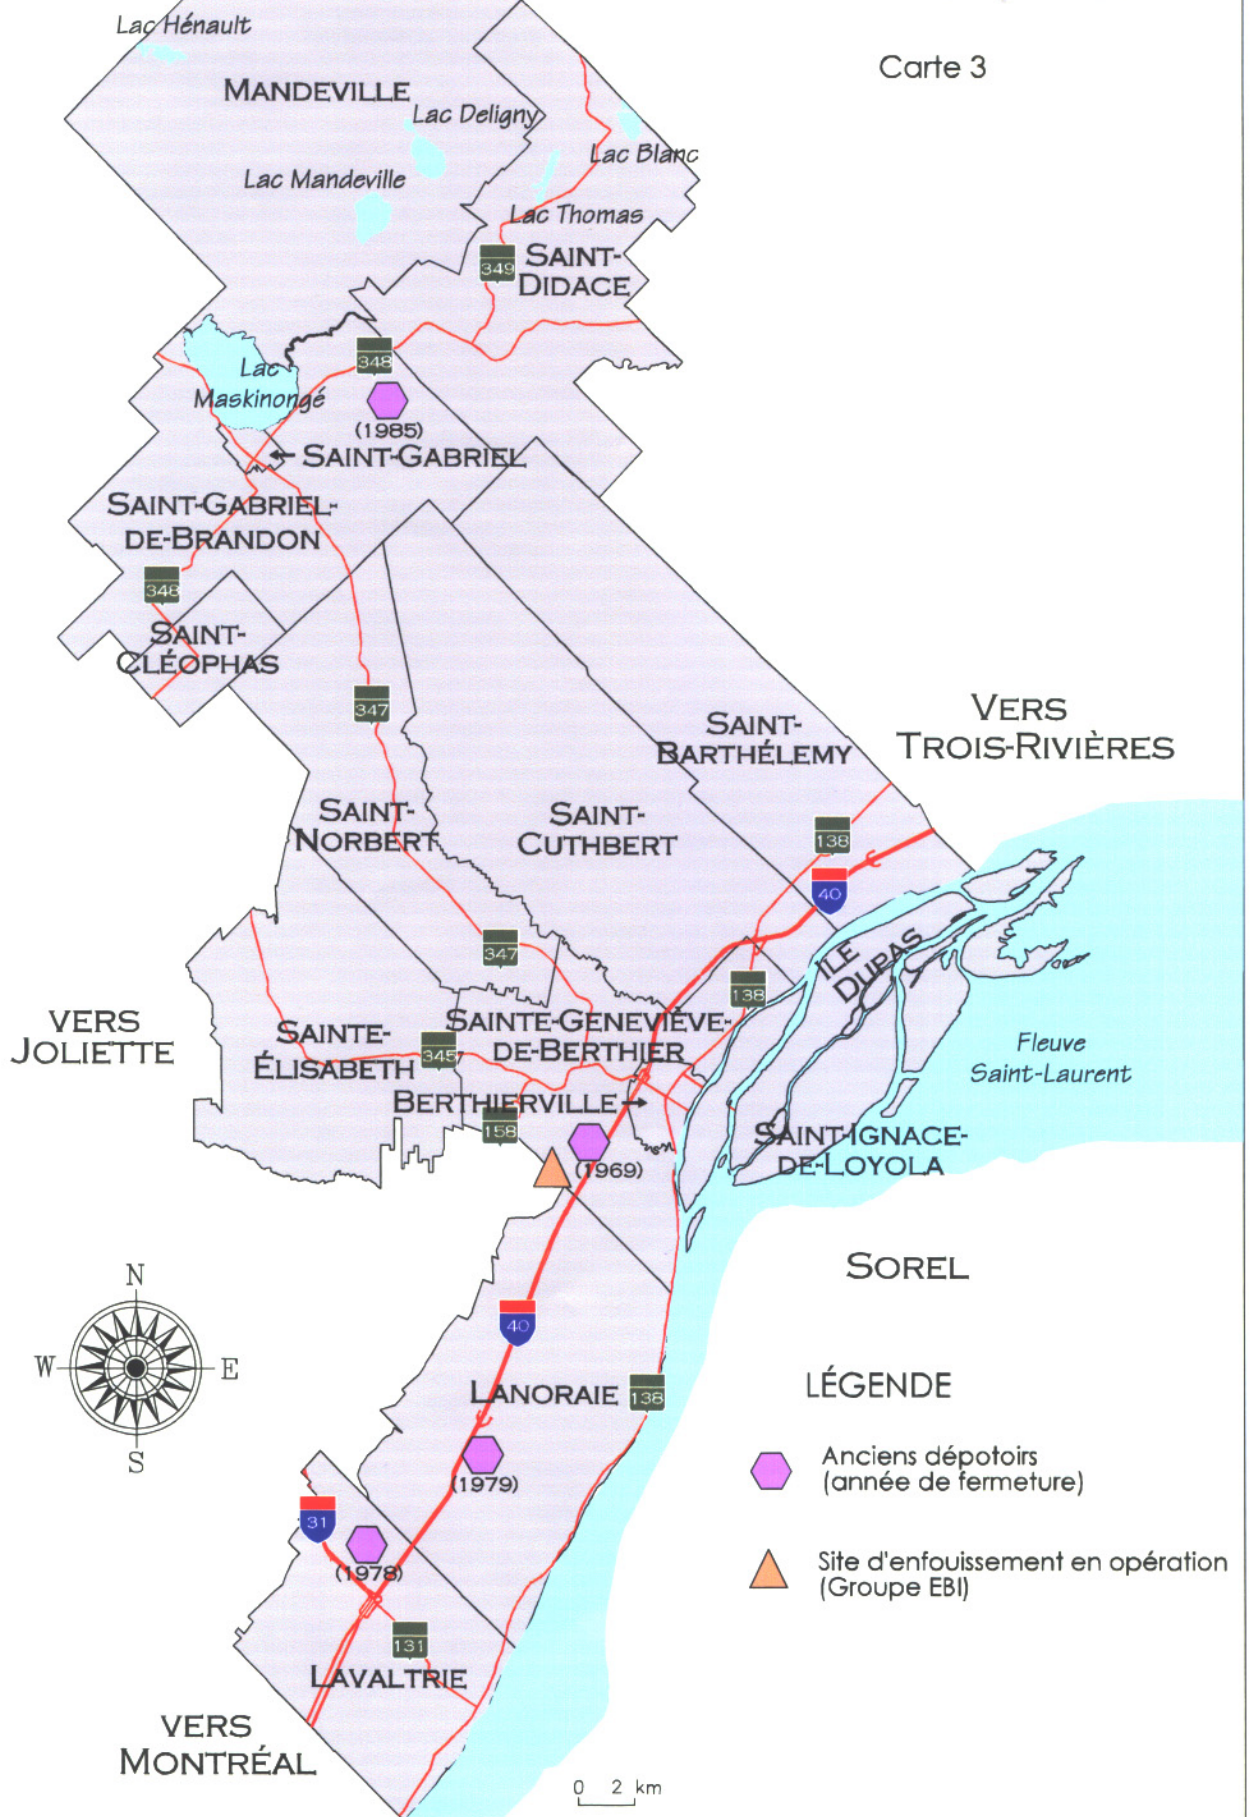 Lac Hénault
Carte 3
MANDEVILLE
Lac Deligny
Lac Blanc
Lac Mandeville
Lac Thomas
349
SAINT-
DIDACE
348
Lac
Maskinongé
(1985)
SAINT-GABRIEL
SAINT-GABRIEL-
DE-BRANDON
348
SAINT-
CLÉOPHAS
347
SAINT-
BARTHÉLEMY
VERS
TROIS-RIVIÈRES
SAINT-
NORBERT
SAINT-
CUTHBERT
138
40
347
138
ILE
DUPAS
VERS
JOLIETTE
SAINTE-
ÉLISABETH
345
SAINTE-GENEVIÈVE-
DE-BERTHIER
Fleuve
Saint-Laurent
BERTHIERVILLE
158
(1969)
SAINT-IGNACE-
DE-LOYOLA
SOREL
N
W
E
S
40
LANORAIE
138
(1979)
LÉGENDE
Anciens dépotoirs
(année de fermeture)
Site d'enfouissement en opération
(Groupe EBI)
31
(1978)
131
LAVALTRIE
VERS
MONTRÉAL
0 2 km